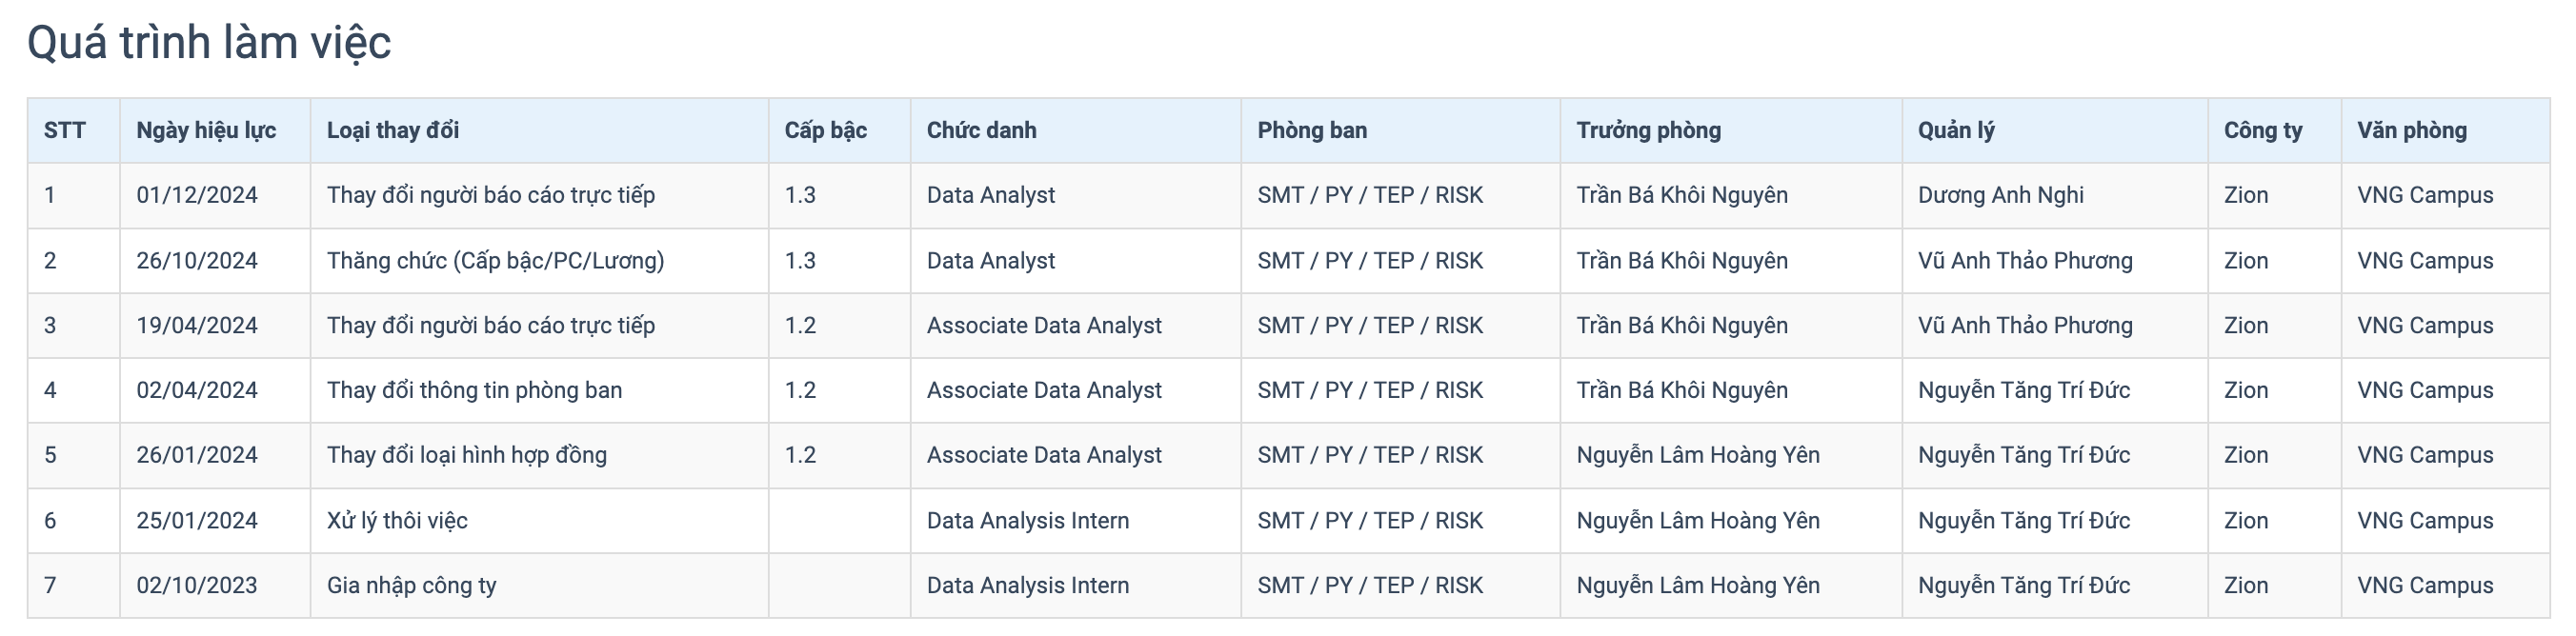 Quá trình làm việc
STT Ngày hiệu lực Loại thay đổi Cấp bậc Chức danh Phòng ban Trưởng phòng Quản lý Công ty Văn phòng
1 01/12/2024 Thay đổi người báo cáo trực tiếp 1.3 Data Analyst SMT / PY / TEP / RISK Trần Bá Khôi Nguyên Dương Anh Nghi Zion VNG Campus
2 26/10/2024 Thăng chức (Cấp bậc/PC/Lương) 1.3 Data Analyst SMT / PY / TEP / RISK Trần Bá Khôi Nguyên Vũ Anh Thảo Phương Zion VNG Campus
3 19/04/2024 Thay đổi người báo cáo trực tiếp 1.2 Associate Data Analyst SMT / PY / TEP / RISK Trần Bá Khôi Nguyên Vũ Anh Thảo Phương Zion VNG Campus
4 02/04/2024 Thay đổi thông tin phòng ban 1.2 Associate Data Analyst SMT / PY / TEP / RISK Trần Bá Khôi Nguyên Nguyễn Tăng Trí Đức Zion VNG Campus
5 26/01/2024 Thay đổi loại hình hợp đồng 1.2 Associate Data Analyst SMT / PY / TEP / RISK Nguyễn Lâm Hoàng Yên Nguyễn Tăng Trí Đức Zion VNG Campus
6 25/01/2024 Xử lý thôi việc Data Analysis Intern SMT / PY / TEP / RISK Nguyễn Lâm Hoàng Yên Nguyễn Tăng Trí Đức Zion VNG Campus
7 02/10/2023 Gia nhập công ty Data Analysis Intern SMT / PY / TEP / RISK Nguyễn Lâm Hoàng Yên Nguyễn Tăng Trí Đức Zion VNG Campus